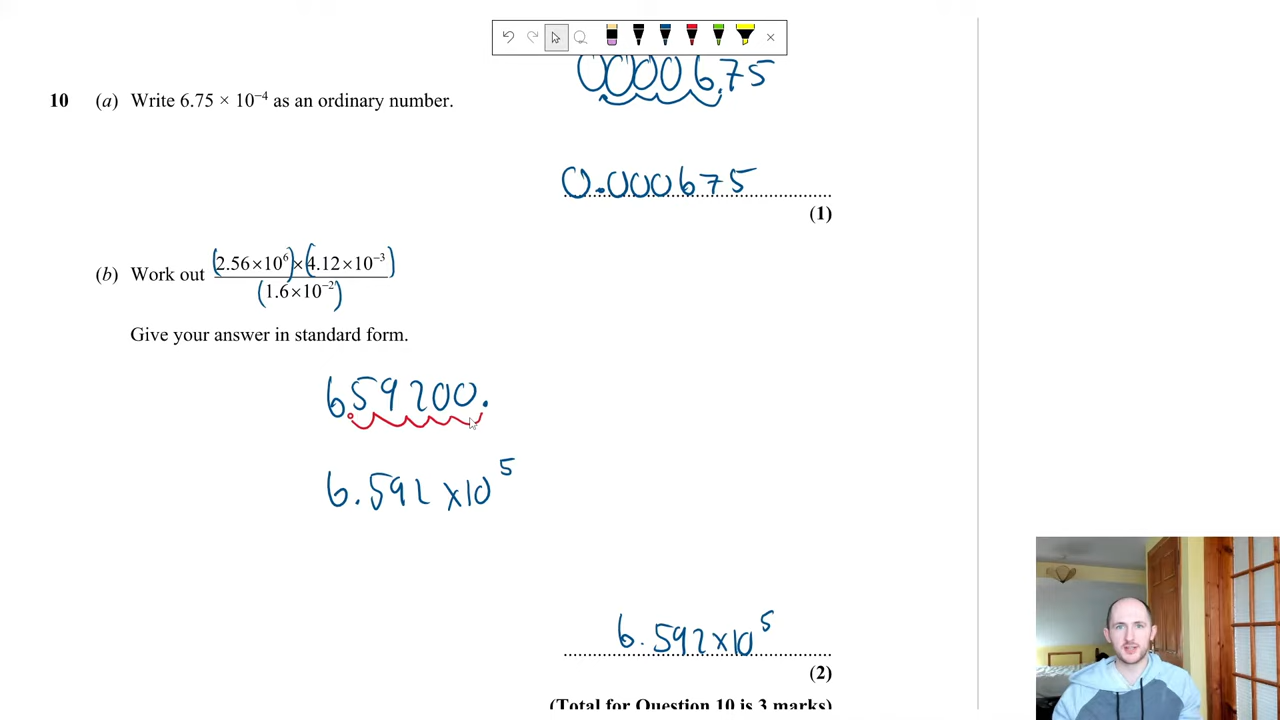 00006.75
10 (a) Write 6.75 × 10⁻⁴ as an ordinary number.
0.000675
(1)
(b) Work out (2.56×10⁶)×(4.12×10⁻³)
(1.6×10⁻²)
Give your answer in standard form.
659200.
6.592 ×10⁵
6.592×10⁵
(2)
(Total for Question 10 is 3 marks)